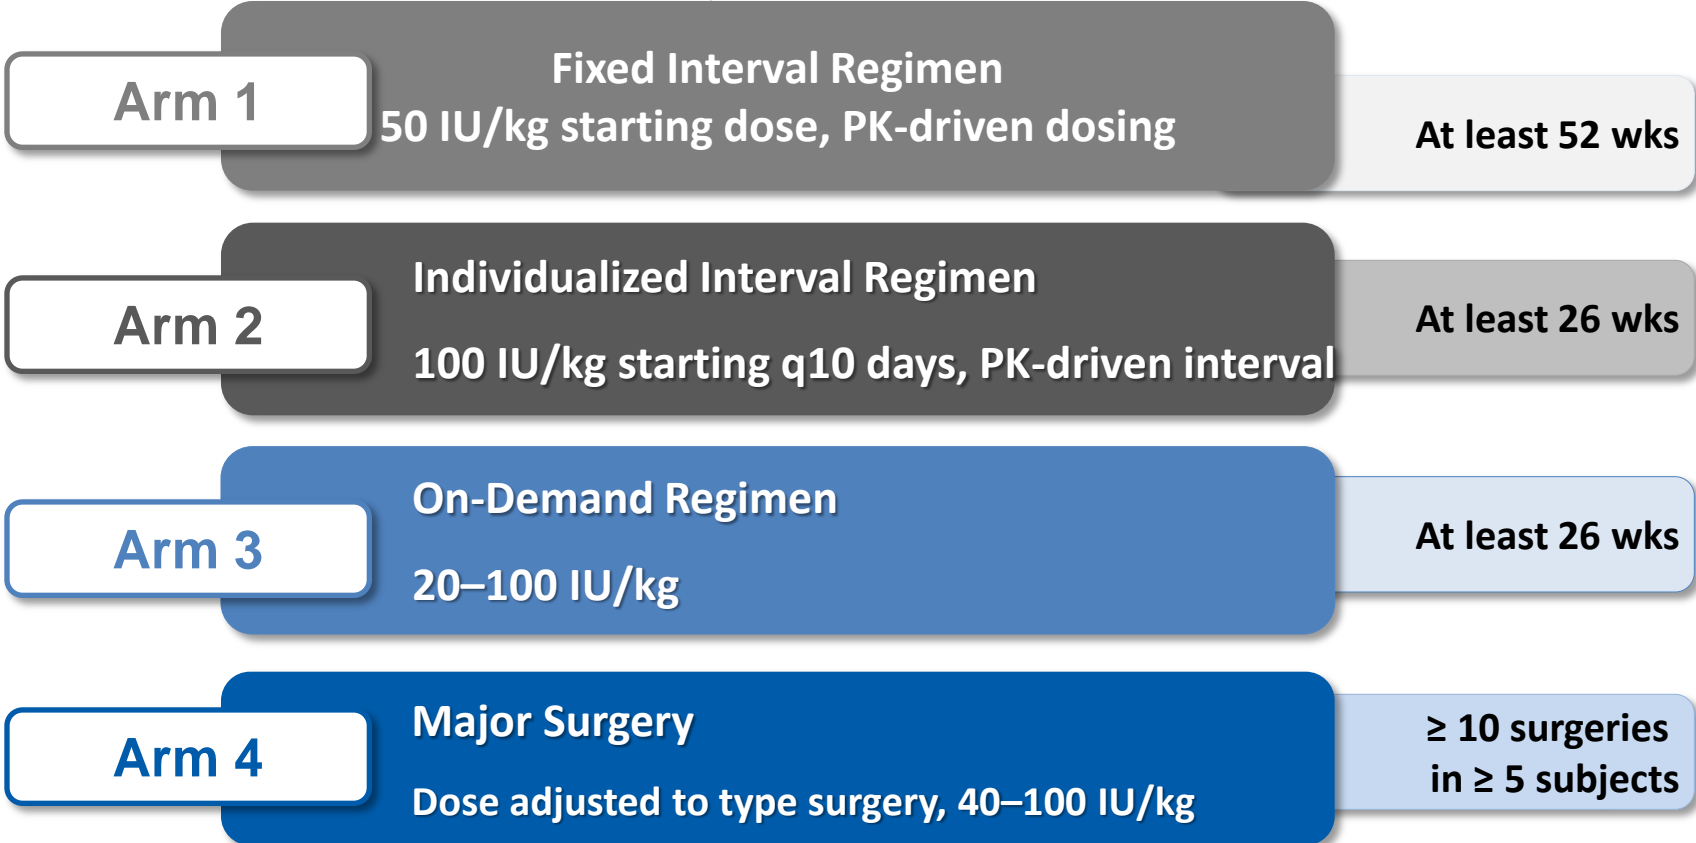 Arm 1
Fixed Interval Regimen
50 IU/kg starting dose, PK-driven dosing
At least 52 wks
Arm 2
Individualized Interval Regimen
100 IU/kg starting q10 days, PK-driven interval
At least 26 wks
Arm 3
On-Demand Regimen
20–100 IU/kg
At least 26 wks
Arm 4
Major Surgery
Dose adjusted to type surgery, 40–100 IU/kg
≥ 10 surgeries
in ≥ 5 subjects